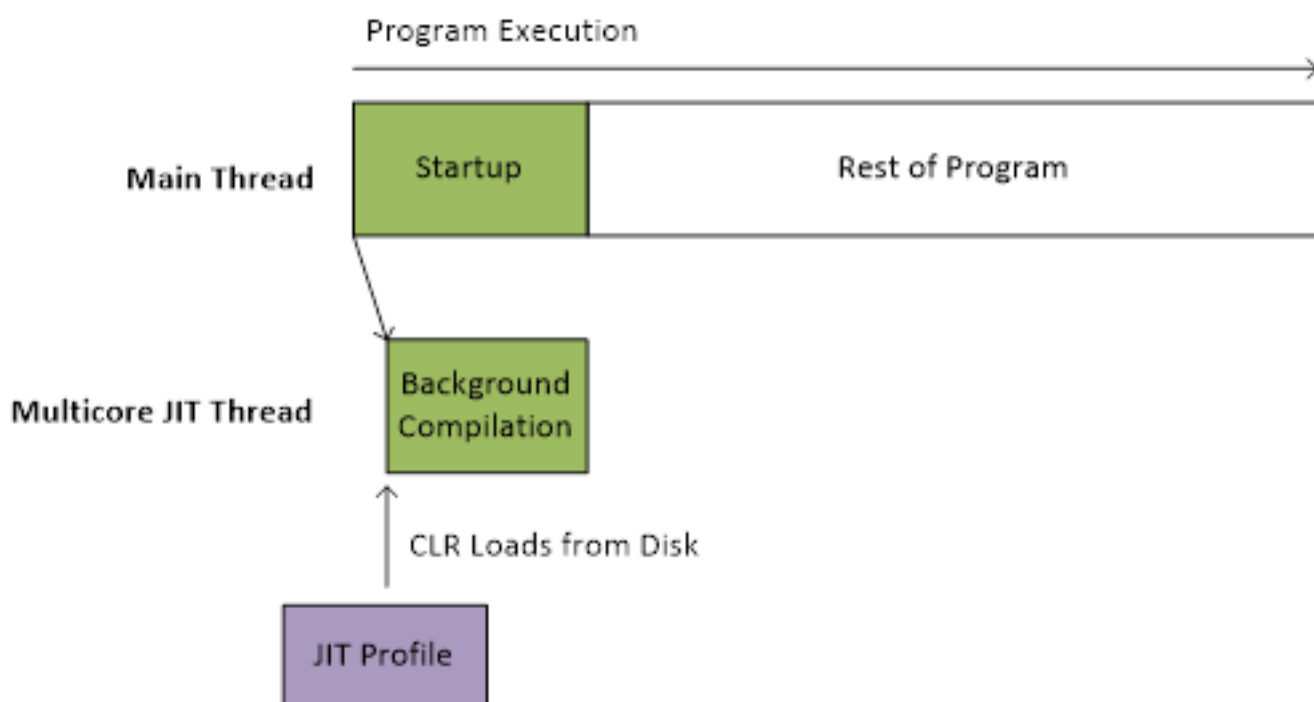 Program Execution
Main Thread
Startup
Rest of Program
Multicore JIT Thread
Background
Compilation
CLR Loads from Disk
JIT Profile